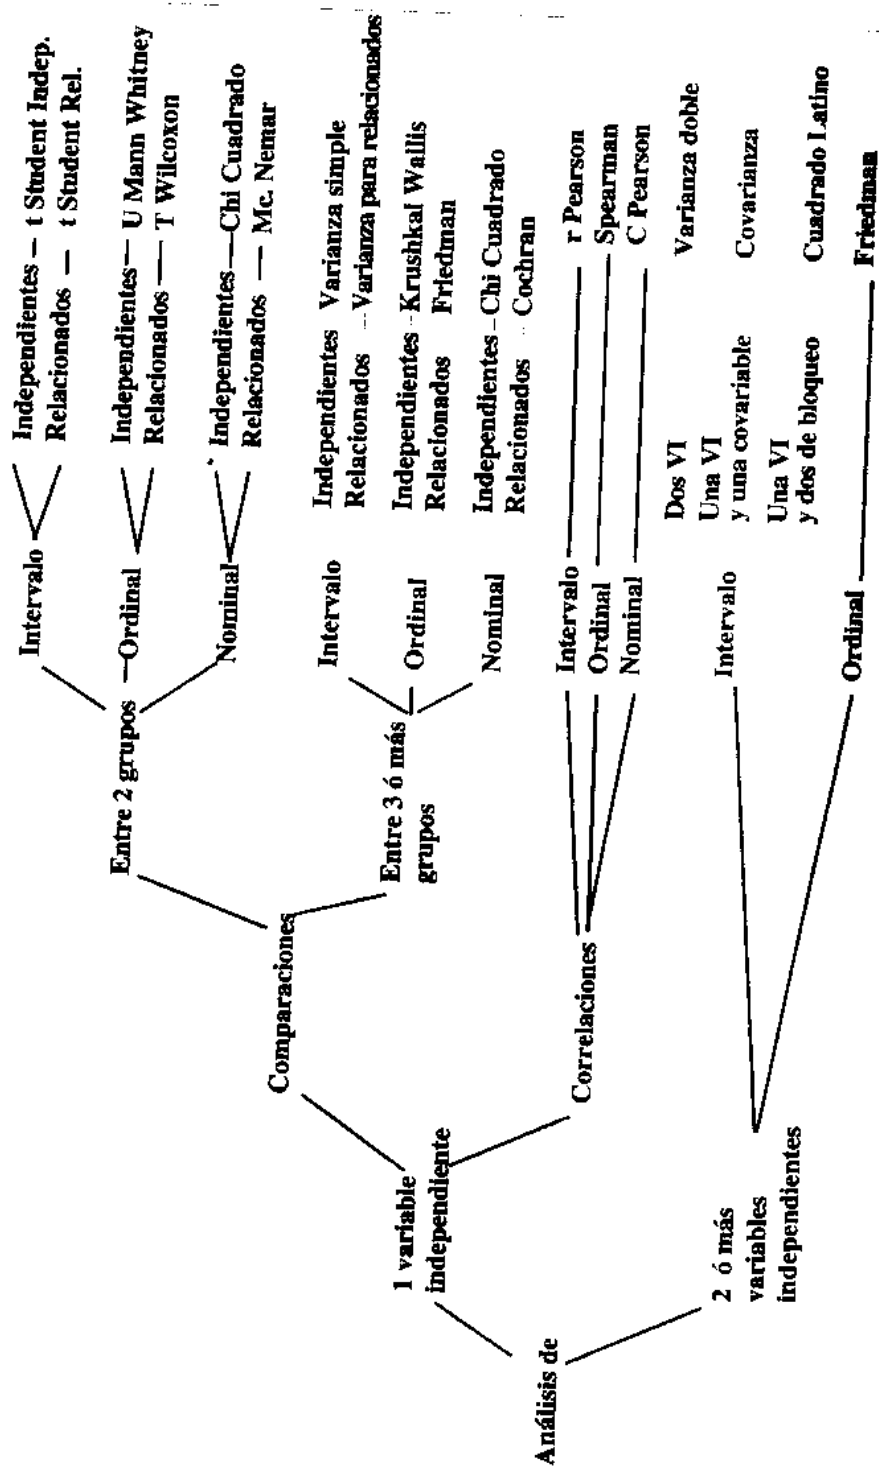 Análisis de
1 variable
independiente
Comparaciones
Entre 2 grupos
Intervalo
Independientes — t Student Indep.
Relacionados — t Student Rel.
Ordinal
Independientes — U Mann Whitney
Relacionados — T Wilcoxon
Nominal
Independientes — Chi Cuadrado
Relacionados — Mc. Nemar
Entre 3 ó más
grupos
Intervalo
Independientes Varianza simple
Relacionados – Varianza para relacionados
Ordinal
Independientes – Krushkal Wallis
Relacionados Friedman
Nominal
Independientes – Chi Cuadrado
Relacionados – Cochran
Correlaciones
Intervalo — r Pearson
Ordinal — Spearman
Nominal — C Pearson
2 ó más
variables
independientes
Intervalo
Dos VI Varianza doble
Una VI
y una covariable Covarianza
Una VI
y dos de bloqueo Cuadrado Latino
Ordinal — Friedman